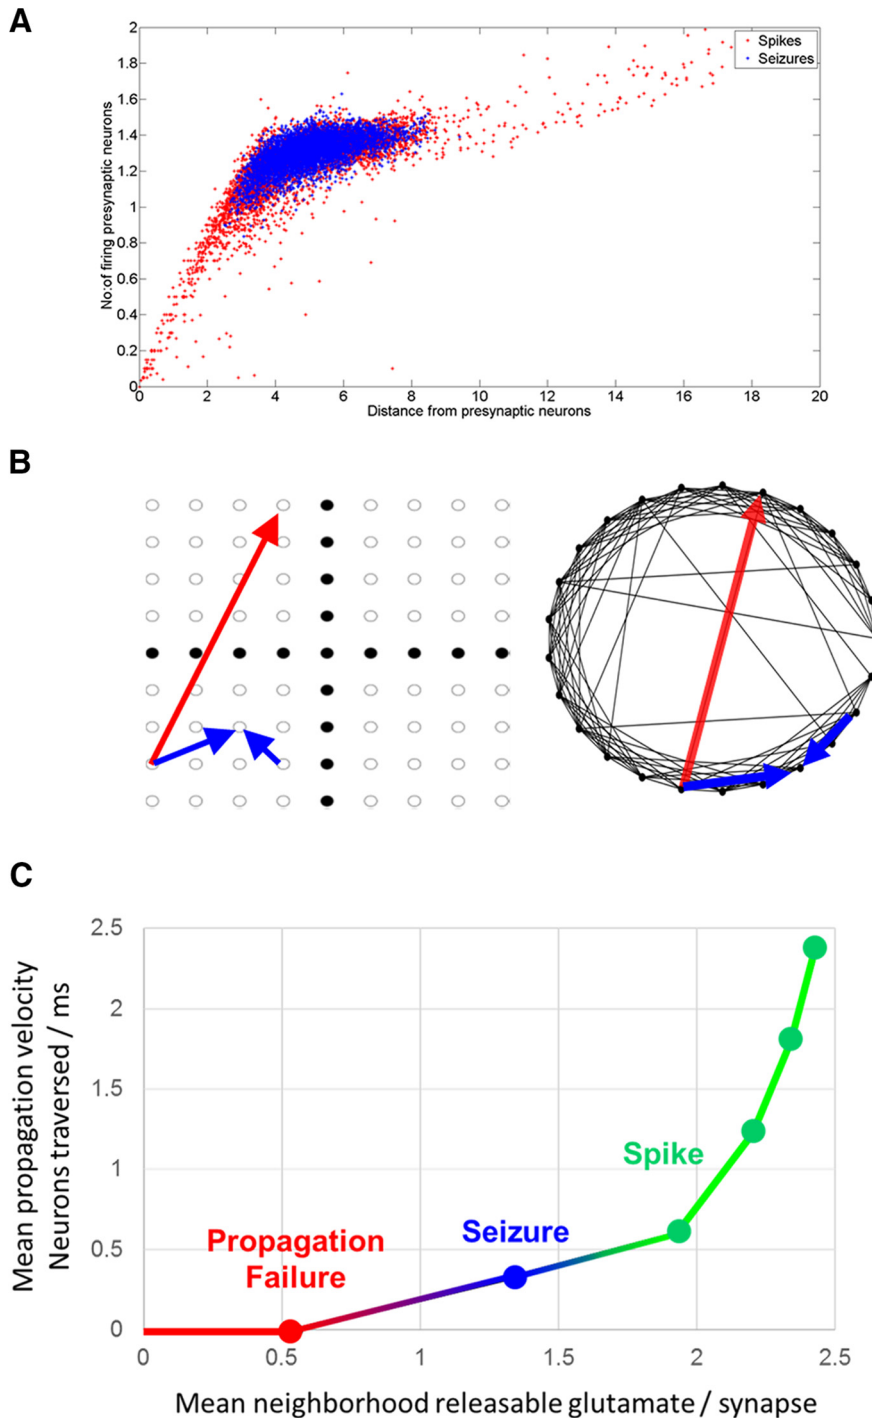 A
2
1.8
1.6
1.4
1.2
1
0.8
0.6
0.4
0.2
0
Spikes
Seizures
No:of firing presynaptic neurons
0
2
4
6
8
10
12
14
16
18
20
Distance from presynaptic neurons
B
C
2.5
2
1.5
1
0.5
0
Mean propagation velocity
Neurons traversed / ms
Spike
Seizure
Propagation
Failure
0
0.5
1
1.5
2
2.5
Mean neighborhood releasable glutamate / synapse